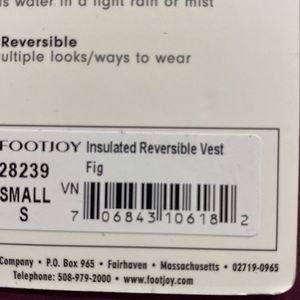 s water in a light rain or mist
Reversible
ultiple looks/ways to wear
FOOTJOY Insulated Reversible Vest
28239 Fig
SMALL VN
S
7 06843 10618 2
Company • P.O. Box 965 • Fairhaven • Massachusetts • 02719-0965
Telephone: 508-979-2000 • www.footjoy.com